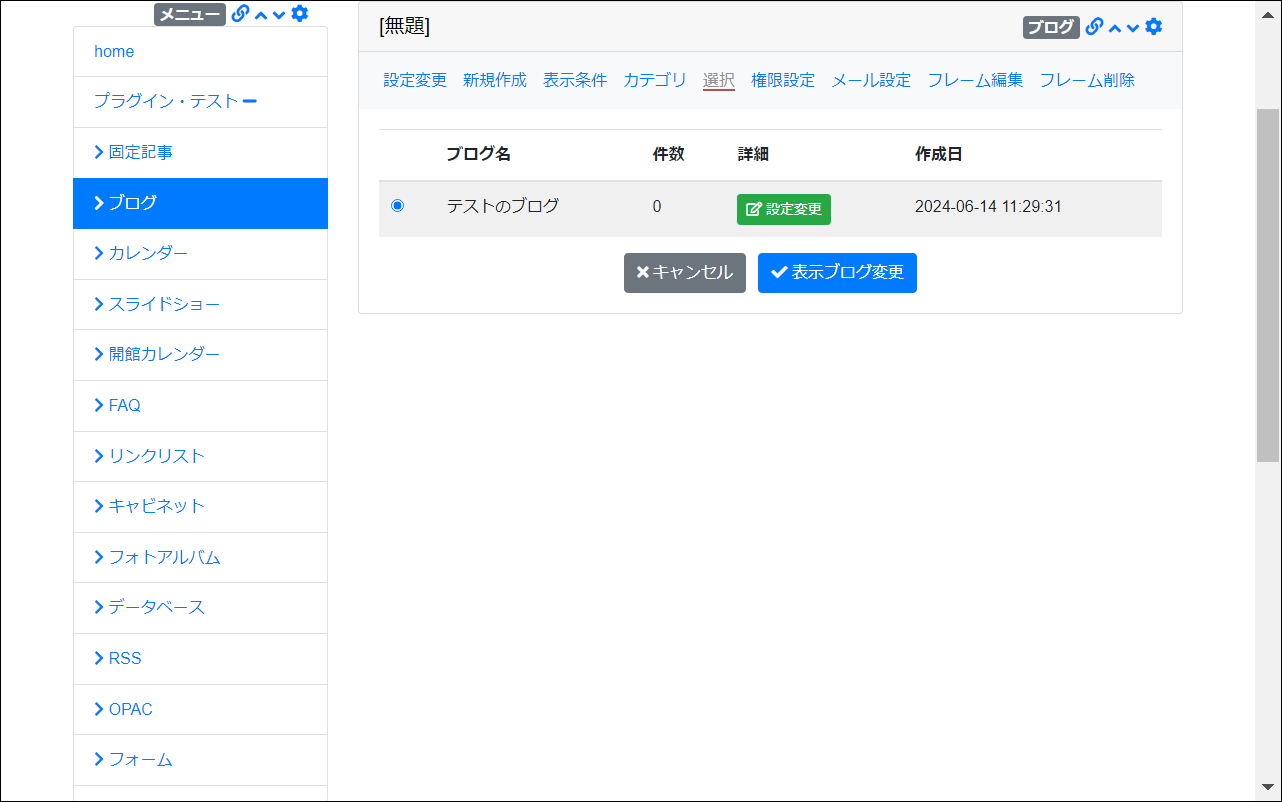 メニュー
home
プラグイン・テスト
固定記事
ブログ
カレンダー
スライドショー
開館カレンダー
FAQ
リンクリスト
キャビネット
フォトアルバム
データベース
RSS
OPAC
フォーム
[無題]
ブログ
設定変更 新規作成 表示条件 カテゴリ 選択 権限設定 メール設定 フレーム編集 フレーム削除
ブログ名 件数 詳細 作成日
テストのブログ 0 設定変更 2024-06-14 11:29:31
キャンセル 表示ブログ変更